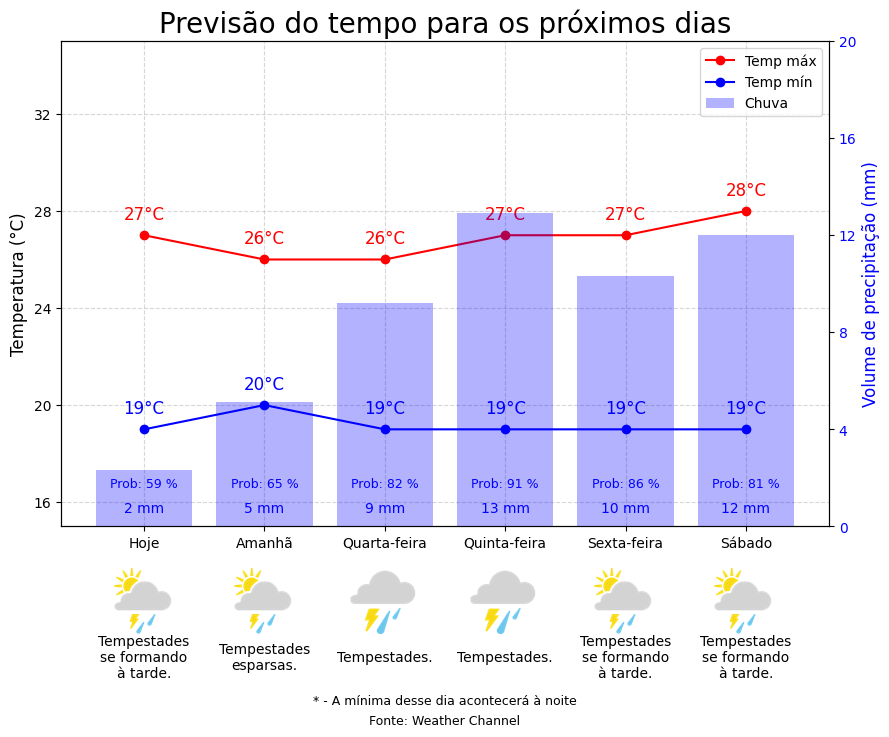 Previsão do tempo para os próximos dias
Temp máx
Temp mín
Chuva
Temperatura (°C)
Volume de precipitação (mm)
32
28
24
20
16
20
16
12
8
4
0
27°C
26°C
26°C
27°C
27°C
28°C
19°C
20°C
19°C
19°C
19°C
19°C
Prob: 59 %
Prob: 65 %
Prob: 82 %
Prob: 91 %
Prob: 86 %
Prob: 81 %
2 mm
5 mm
9 mm
13 mm
10 mm
12 mm
Hoje
Amanhã
Quarta-feira
Quinta-feira
Sexta-feira
Sábado
Tempestades
se formando
à tarde.
Tempestades
esparsas.
Tempestades.
Tempestades.
Tempestades
se formando
à tarde.
Tempestades
se formando
à tarde.
* - A mínima desse dia acontecerá à noite
Fonte: Weather Channel